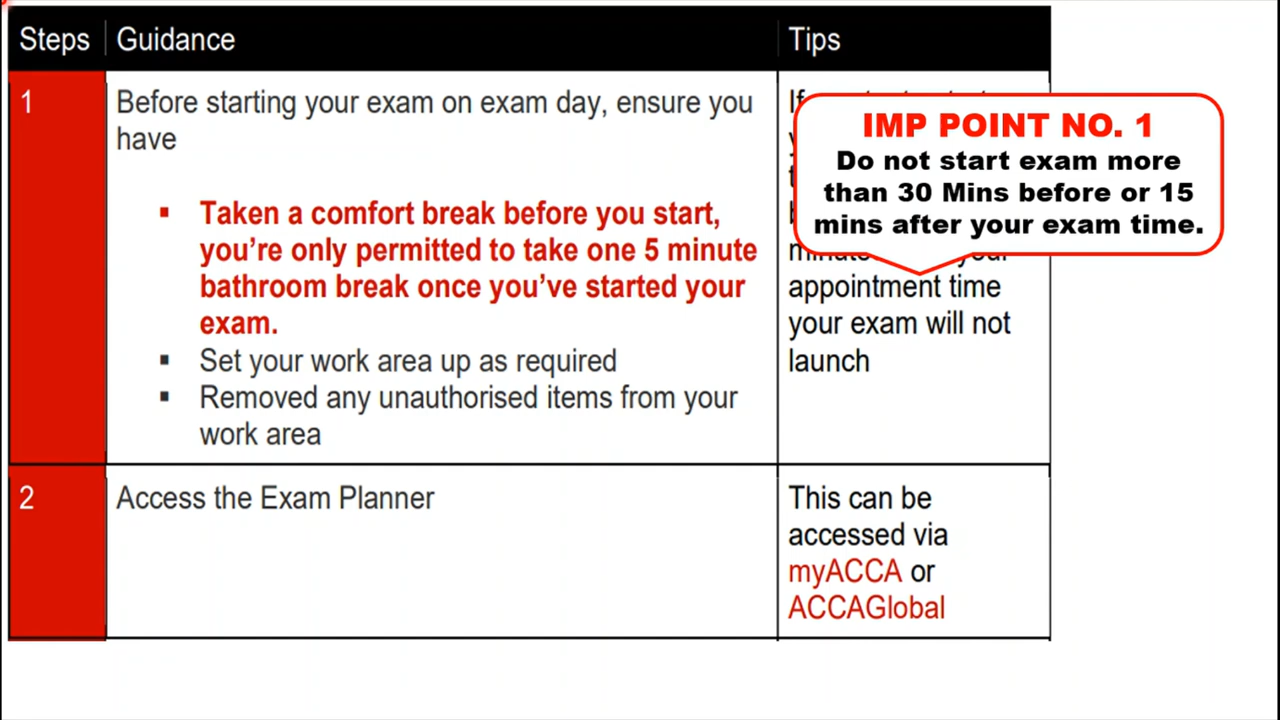 Steps Guidance Tips
1
Before starting your exam on exam day, ensure you
have
▪ Taken a comfort break before you start,
you’re only permitted to take one 5 minute
bathroom break once you’ve started your
exam.
▪ Set your work area up as required
▪ Removed any unauthorised items from your
work area
If
IMP POINT NO. 1
Do not start exam more
than 30 Mins before or 15
mins after your exam time.
appointment time
your exam will not
launch
2
Access the Exam Planner
This can be
accessed via
myACCA or
ACCAGlobal